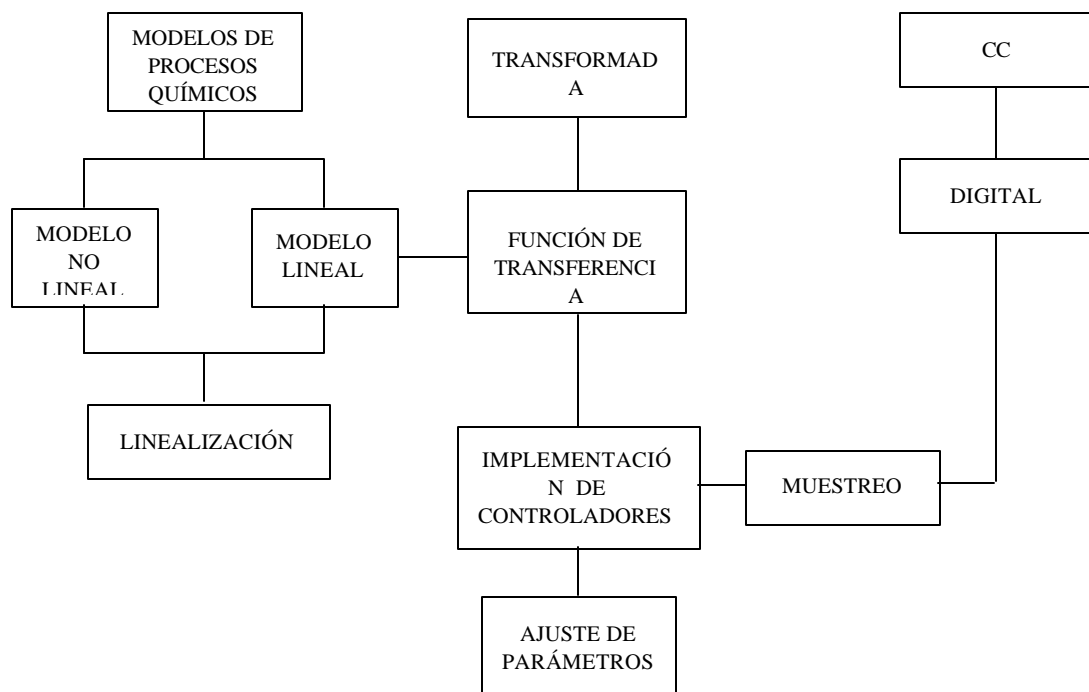 MODELOS DE
PROCESOS
QUÍMICOS
TRANSFORMAD
A
CC
DIGITAL
MODELO
NO
LINEAL
MODELO
LINEAL
FUNCIÓN DE
TRANSFERENCI
A
LINEALIZACIÓN
IMPLEMENTACIÓ
N DE
CONTROLADORES
MUESTREO
AJUSTE DE
PARÁMETROS